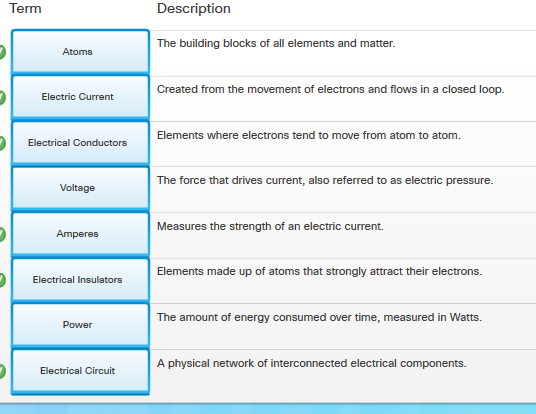 Term Description
Atoms The building blocks of all elements and matter.
Electric Current Created from the movement of electrons and flows in a closed loop.
Electrical Conductors Elements where electrons tend to move from atom to atom.
Voltage The force that drives current, also referred to as electric pressure.
Amperes Measures the strength of an electric current.
Electrical Insulators Elements made up of atoms that strongly attract their electrons.
Power The amount of energy consumed over time, measured in Watts.
Electrical Circuit A physical network of interconnected electrical components.